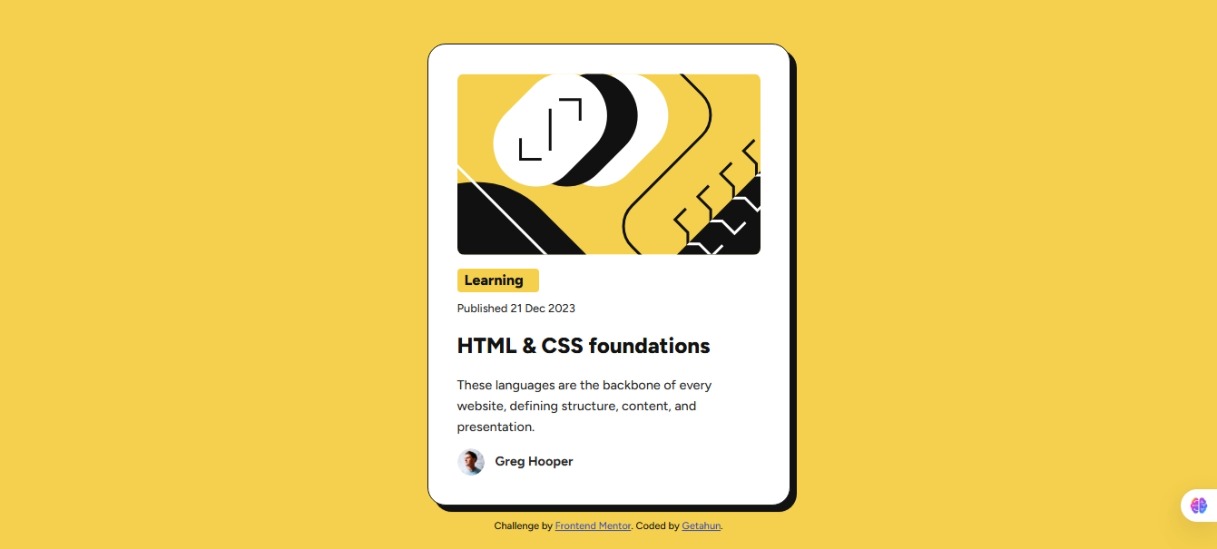 Learning
Published 21 Dec 2023
HTML & CSS foundations
These languages are the backbone of every
website, defining structure, content, and
presentation.
Greg Hooper
Challenge by Frontend Mentor. Coded by Getahun.